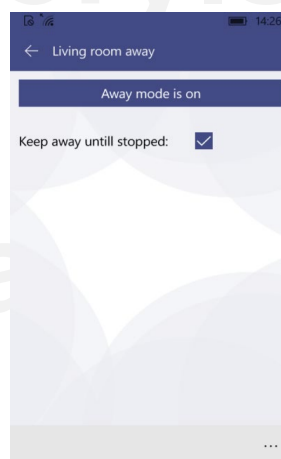 14:26
Living room away
Away mode is on
Keep away untill stopped:
...